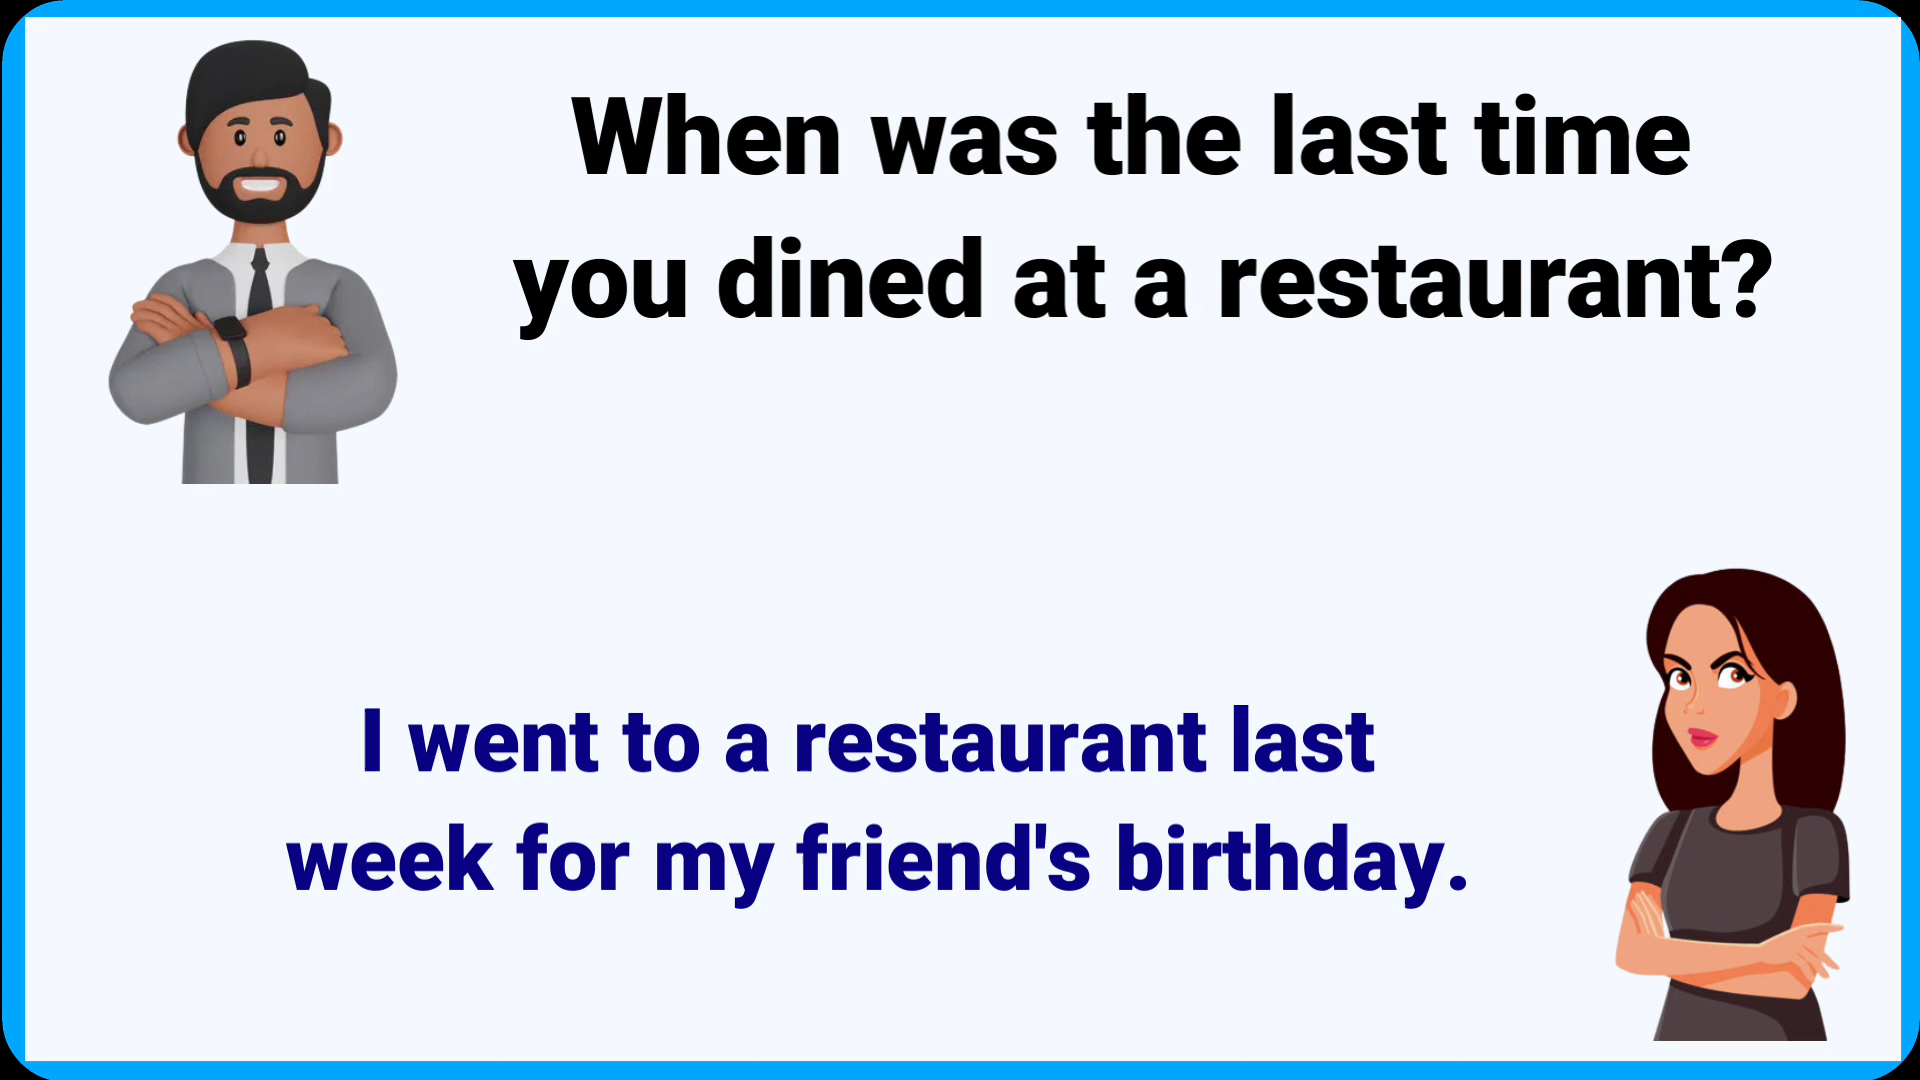 When was the last time
you dined at a restaurant?
I went to a restaurant last
week for my friend's birthday.